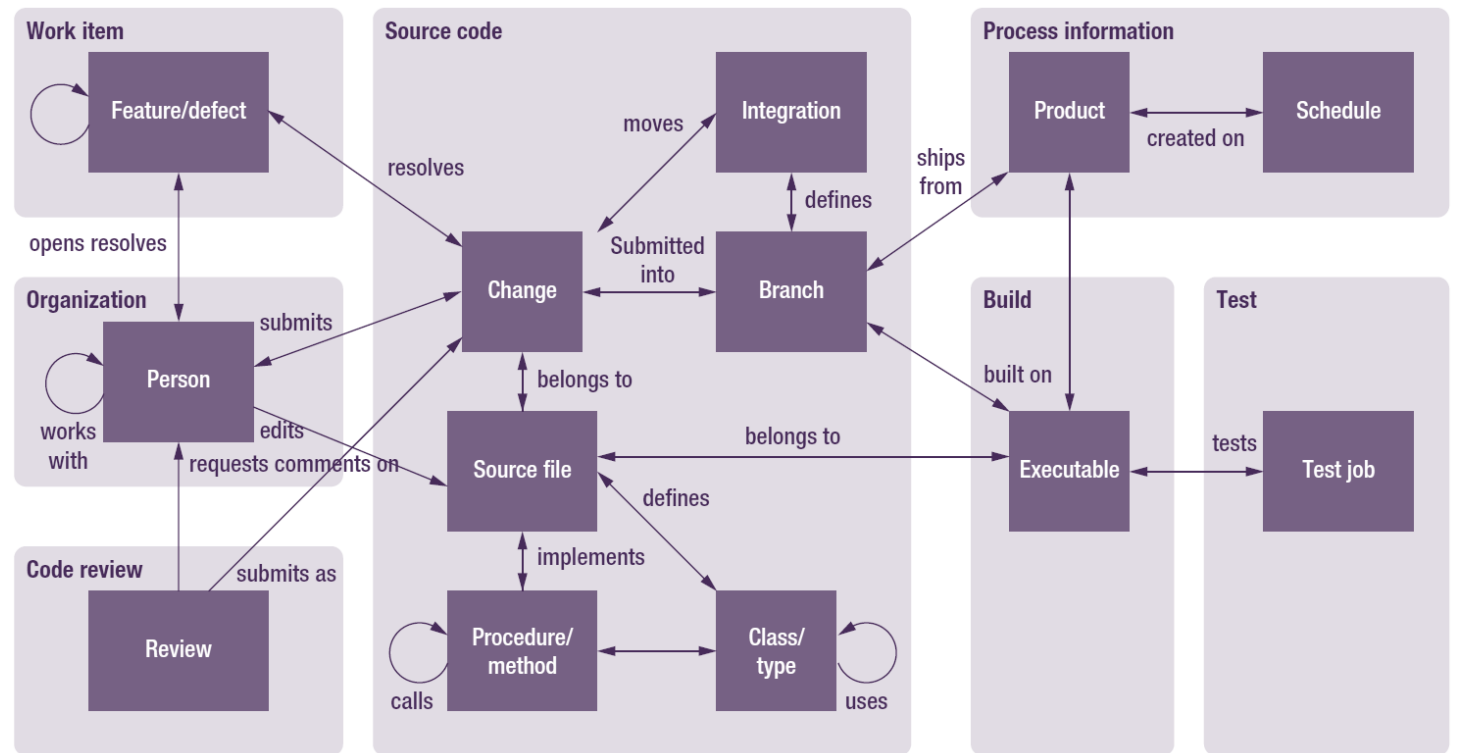 Work item
Feature/defect
opens resolves
Organization
Person
works
with
submits
edits
requests comments on
Code review
submits as
Review
Source code
resolves
moves
Integration
defines
Change
Submitted
into
Branch
belongs to
Source file
belongs to
defines
implements
Procedure/
method
calls
Class/
type
uses
Process information
Product
created on
Schedule
ships
from
Build
built on
Executable
Test
tests
Test job